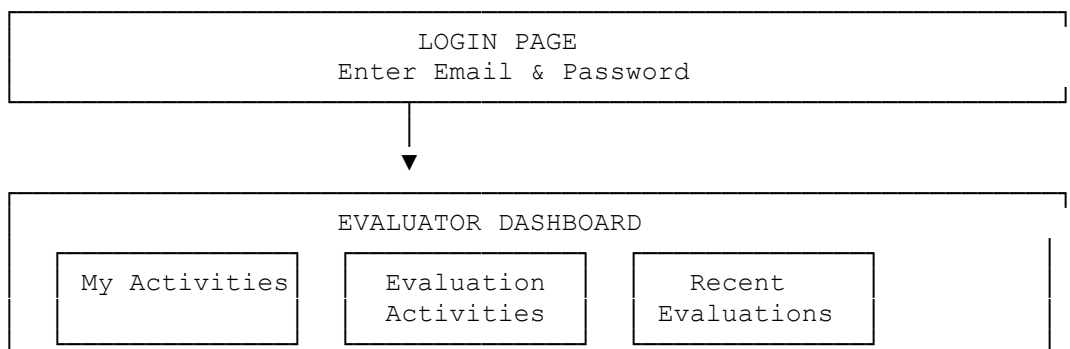 LOGIN PAGE
Enter Email & Password
EVALUATOR DASHBOARD
My Activities Evaluation Recent
Activities Evaluations